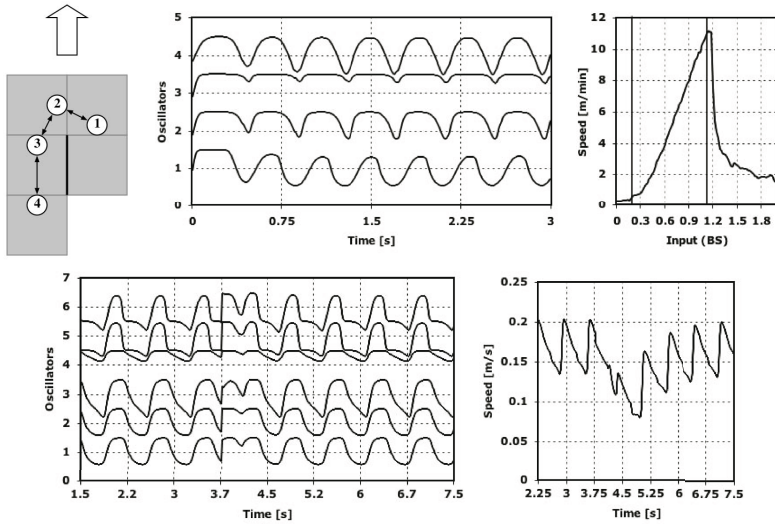 2
1
3
4
5
4
3
2
1
0
Oscillators
0 0.75 1.5 2.25 3
Time [s]
12
10
8
6
4
2
0
Speed [m/min]
0 0.3 0.6 0.9 1.2 1.5 1.8
Input (BS)
7
6
5
4
3
2
1
0
Oscillators
1.5 2.2 3 3.7 4.5 5.2 6 6.7 7.5
Time [s]
0.25
0.2
0.15
0.1
0.05
0
Speed [m/s]
2.25 3 3.75 4.5 5.25 6 6.75 7.5
Time [s]